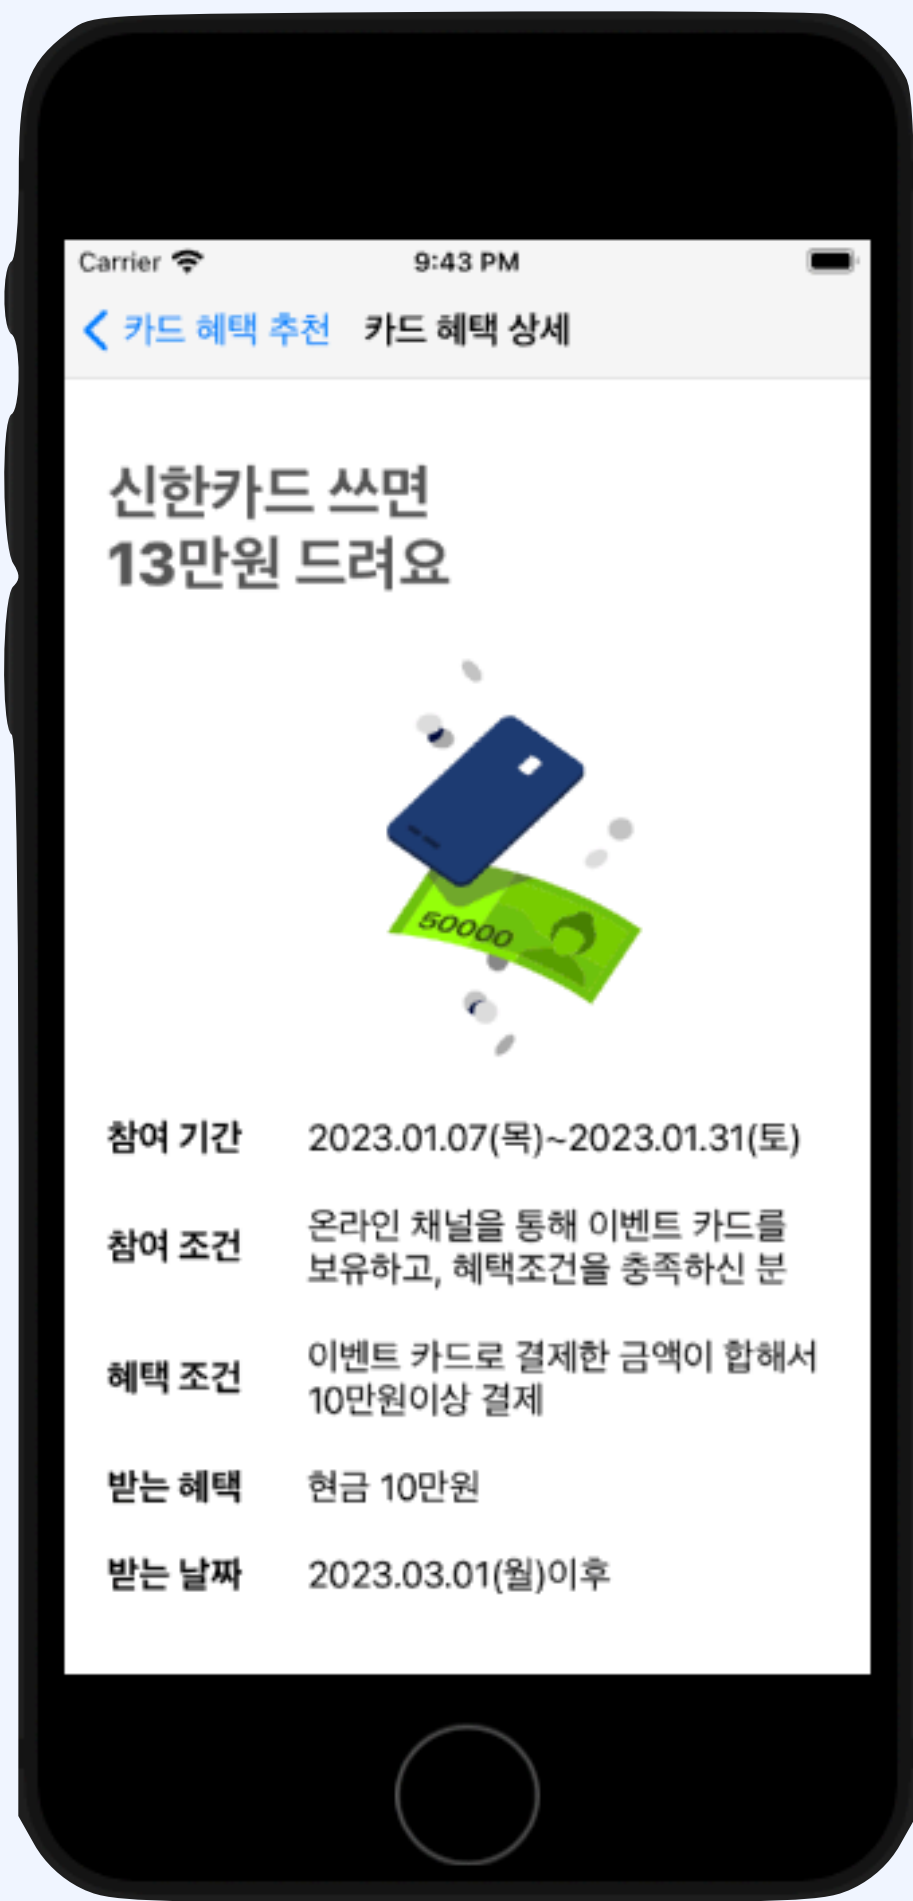 Carrier 9:43 PM
카드 혜택 추천 카드 혜택 상세
신한카드 쓰면
13만원 드려요
50000
참여 기간 2023.01.07(목)~2023.01.31(토)
참여 조건 온라인 채널을 통해 이벤트 카드를
보유하고, 혜택조건을 충족하신 분
혜택 조건 이벤트 카드로 결제한 금액이 합해서
10만원이상 결제
받는 혜택 현금 10만원
받는 날짜 2023.03.01(월)이후